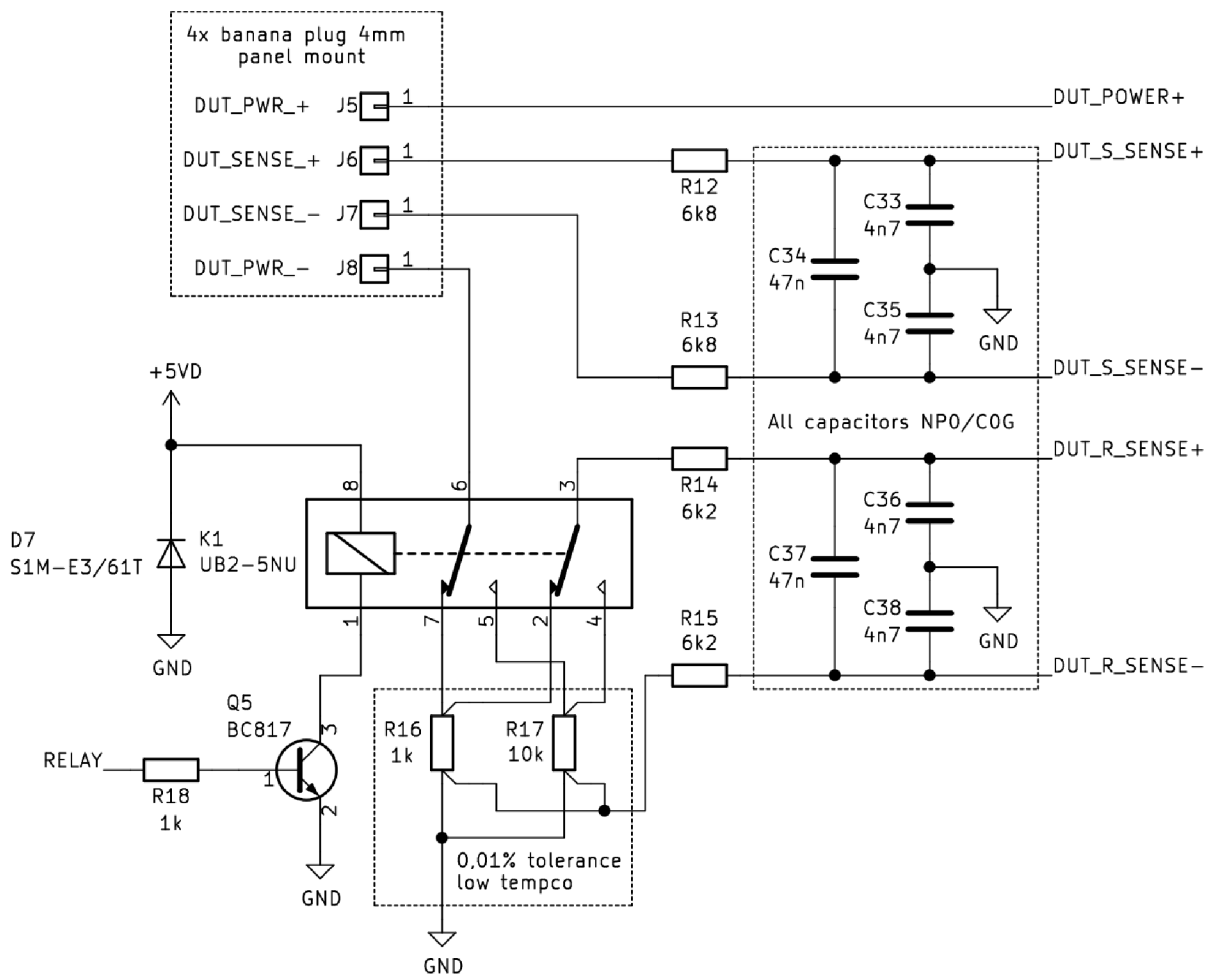 4x banana plug 4mm
panel mount
DUT_PWR_+ J5 1
DUT_POWER+
DUT_SENSE_+ J6 1
DUT_S_SENSE+
R12
6k8
C33
4n7
DUT_SENSE_- J7 1
DUT_PWR_- J8 1
C34
47n
C35
4n7
GND
R13
6k8
DUT_S_SENSE-
+5VD
All capacitors NP0/C0G
DUT_R_SENSE+
8 6 3
R14
6k2
C36
4n7
D7
S1M-E3/61T
K1
UB2-5NU
C37
47n
C38
4n7
GND
1 7 5 2 4
R15
6k2
GND
DUT_R_SENSE-
Q5
BC817
3
R16
1k
R17
10k
RELAY
1
R18
1k
2
GND
0,01% tolerance
low tempco
GND